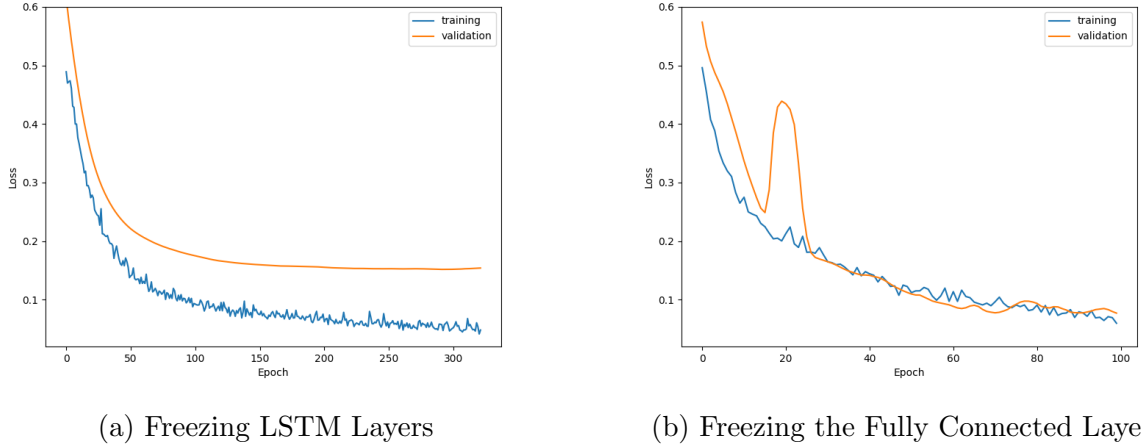 0.6
0.5
0.4
0.3
0.2
0.1
Loss
0 50 100 150 200 250 300
Epoch
training
validation
(a) Freezing LSTM Layers
0.6
0.5
0.4
0.3
0.2
0.1
Loss
0 20 40 60 80 100
Epoch
training
validation
(b) Freezing the Fully Connected Laye